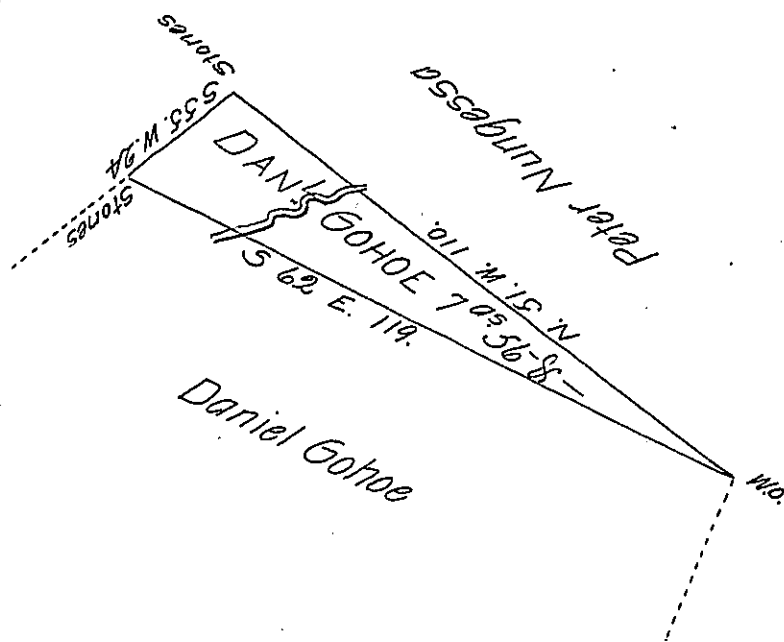 Stones
S 55. W. 24
Stones
Peter Nungessa
DANL GOHOE 7 as. 56-8-
N. 51. W. 110.
S 62 E. 119.
Daniel Gohoe
W.O.